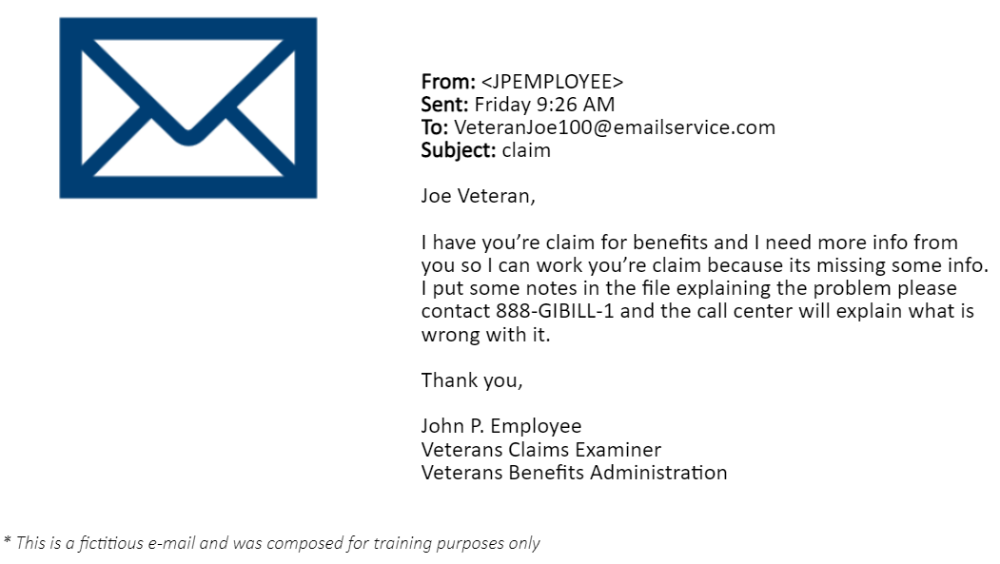 From: <JPEMPLOYEE>
Sent: Friday 9:26 AM
To: VeteranJoe100@emailservice.com
Subject: claim
Joe Veteran,
I have you’re claim for benefits and I need more info from
you so I can work you’re claim because its missing some info.
I put some notes in the file explaining the problem please
contact 888-GIBILL-1 and the call center will explain what is
wrong with it.
Thank you,
John P. Employee
Veterans Claims Examiner
Veterans Benefits Administration
* This is a fictitious e-mail and was composed for training purposes only